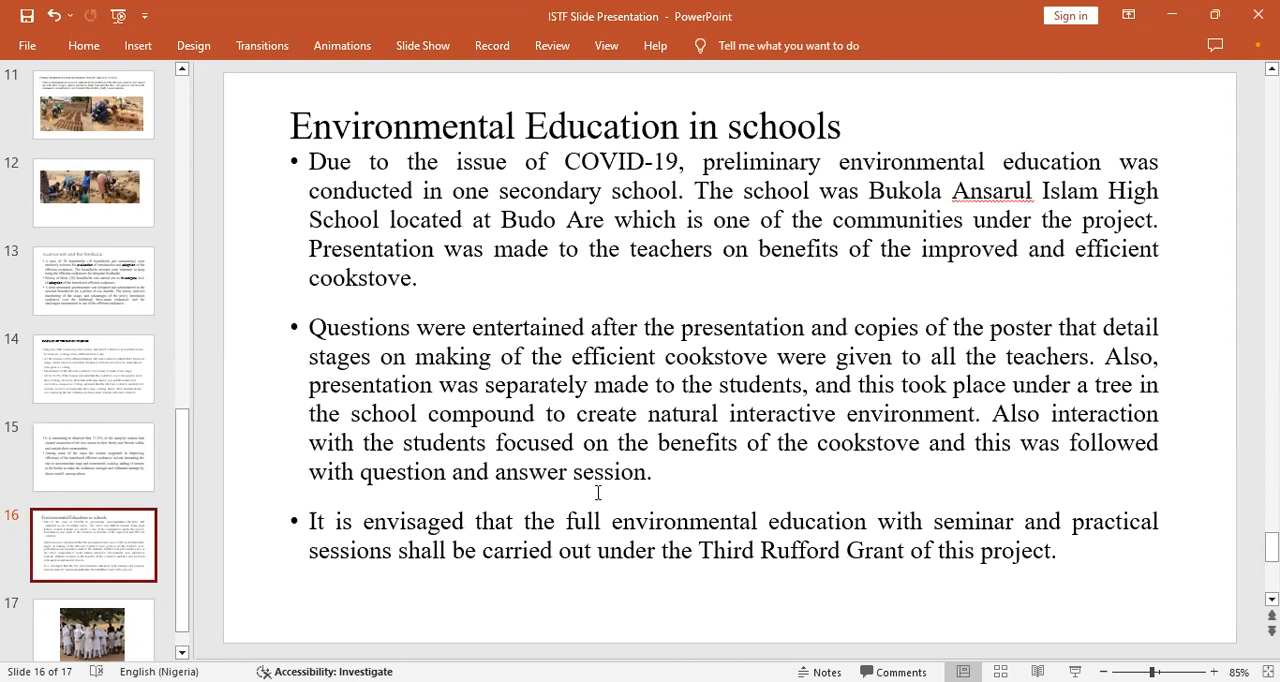 ISTF Slide Presentation - PowerPoint
Sign in
File Home Insert Design Transitions Animations Slide Show Record Review View Help Tell me what you want to do
11
12
13
14
15
16
17
Environmental Education in schools
• Due to the issue of COVID-19, preliminary environmental education was
conducted in one secondary school. The school was Bukola Ansarul Islam High
School located at Budo Are which is one of the communities under the project.
Presentation was made to the teachers on benefits of the improved and efficient
cookstove.
• Questions were entertained after the presentation and copies of the poster that detail
stages on making of the efficient cookstove were given to all the teachers. Also,
presentation was separately made to the students, and this took place under a tree in
the school compound to create natural interactive environment. Also interaction
with the students focused on the benefits of the cookstove and this was followed
with question and answer session.
• It is envisaged that the full environmental education with seminar and practical
sessions shall be carried out under the Third Rufford Grant of this project.
Slide 16 of 17 English (Nigeria) Accessibility: Investigate Notes Comments 85%